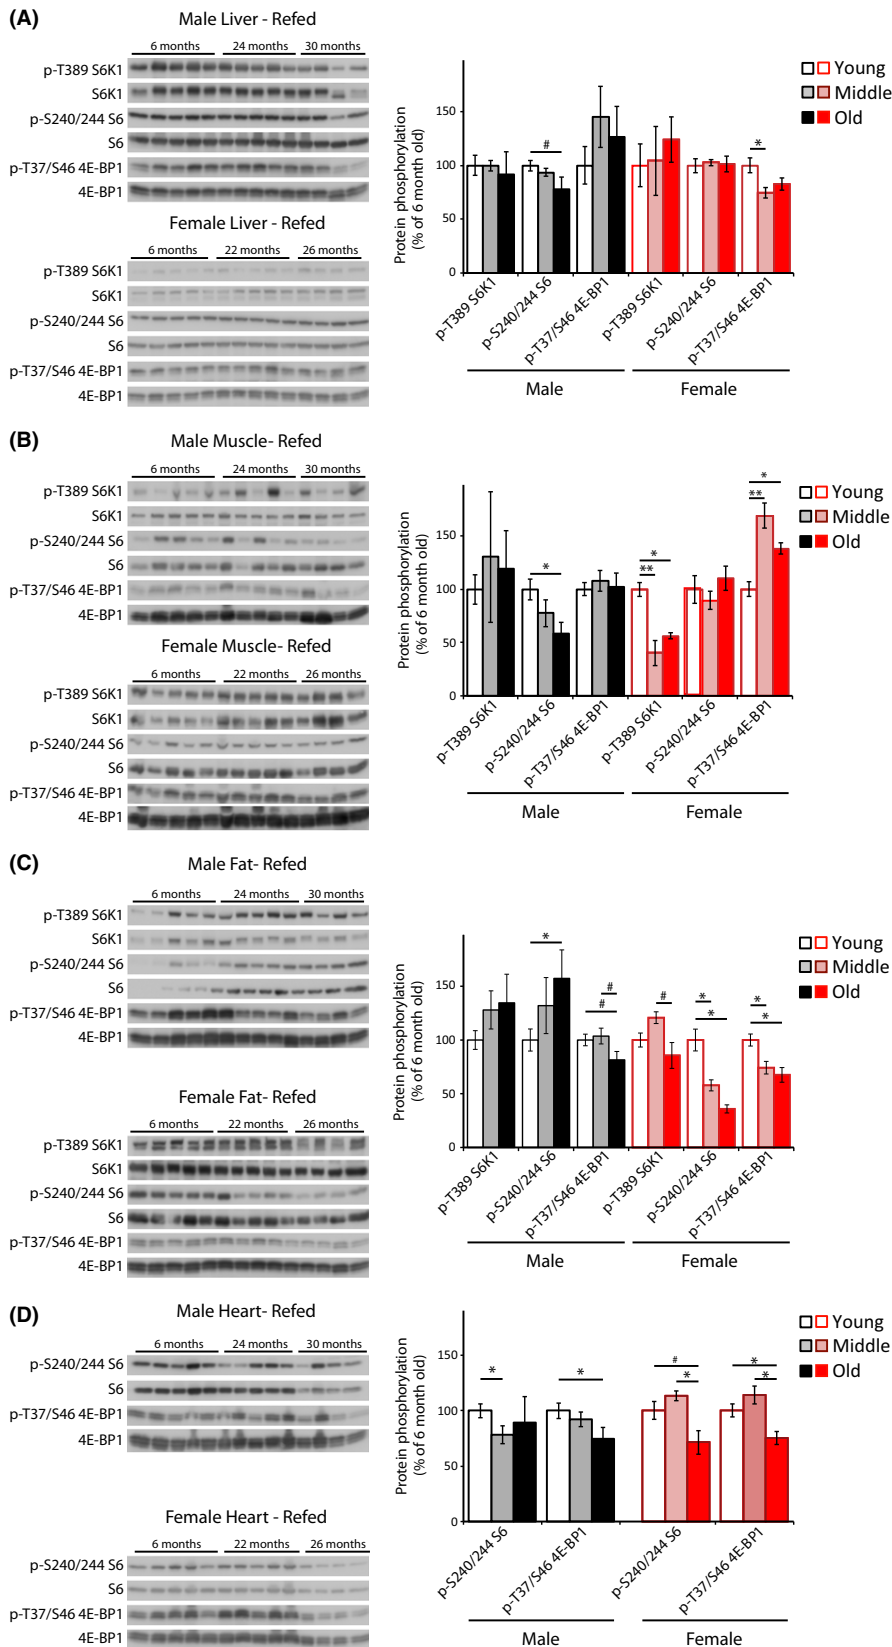 (A)
Male Liver - Refed
6 months 24 months 30 months
p-T389 S6K1
S6K1
p-S240/244 S6
S6
p-T37/S46 4E-BP1
4E-BP1
Female Liver - Refed
6 months 22 months 26 months
p-T389 S6K1
S6K1
p-S240/244 S6
S6
p-T37/S46 4E-BP1
4E-BP1
Protein phosphorylation
(% of 6 month old)
150
100
50
0
# *
p-T389 S6K1 p-S240/244 S6 p-T37/S46 4E-BP1 p-T389 S6K1 p-S240/244 S6 p-T37/S46 4E-BP1
Male Female
Young
Middle
Old
(B)
Male Muscle- Refed
6 months 24 months 30 months
p-T389 S6K1
S6K1
p-S240/244 S6
S6
p-T37/S46 4E-BP1
4E-BP1
Female Muscle- Refed
6 months 22 months 26 months
p-T389 S6K1
S6K1
p-S240/244 S6
S6
p-T37/S46 4E-BP1
4E-BP1
Protein phosphorylation
(% of 6 month old)
150
100
50
0
* * ** * **
p-T389 S6K1 p-S240/244 S6 p-T37/S46 4E-BP1 p-T389 S6K1 p-S240/244 S6 p-T37/S46 4E-BP1
Male Female
Young
Middle
Old
(C)
Male Fat- Refed
6 months 24 months 30 months
p-T389 S6K1
S6K1
p-S240/244 S6
S6
p-T37/S46 4E-BP1
4E-BP1
Female Fat- Refed
6 months 22 months 26 months
p-T389 S6K1
S6K1
p-S240/244 S6
S6
p-T37/S46 4E-BP1
4E-BP1
Protein phosphorylation
(% of 6 month old)
150
100
50
0
* # # # * * * *
p-T389 S6K1 p-S240/244 S6 p-T37/S46 4E-BP1 p-T389 S6K1 p-S240/244 S6 p-T37/S46 4E-BP1
Male Female
Young
Middle
Old
(D)
Male Heart- Refed
6 months 24 months 30 months
p-S240/244 S6
S6
p-T37/S46 4E-BP1
4E-BP1
Female Heart - Refed
6 months 22 months 26 months
p-S240/244 S6
S6
p-T37/S46 4E-BP1
4E-BP1
Protein phosphorylation
(% of 6 month old)
150
100
50
0
* * # * * *
p-S240/244 S6 p-T37/S46 4E-BP1 p-S240/244 S6 p-T37/S46 4E-BP1
Male Female
Young
Middle
Old